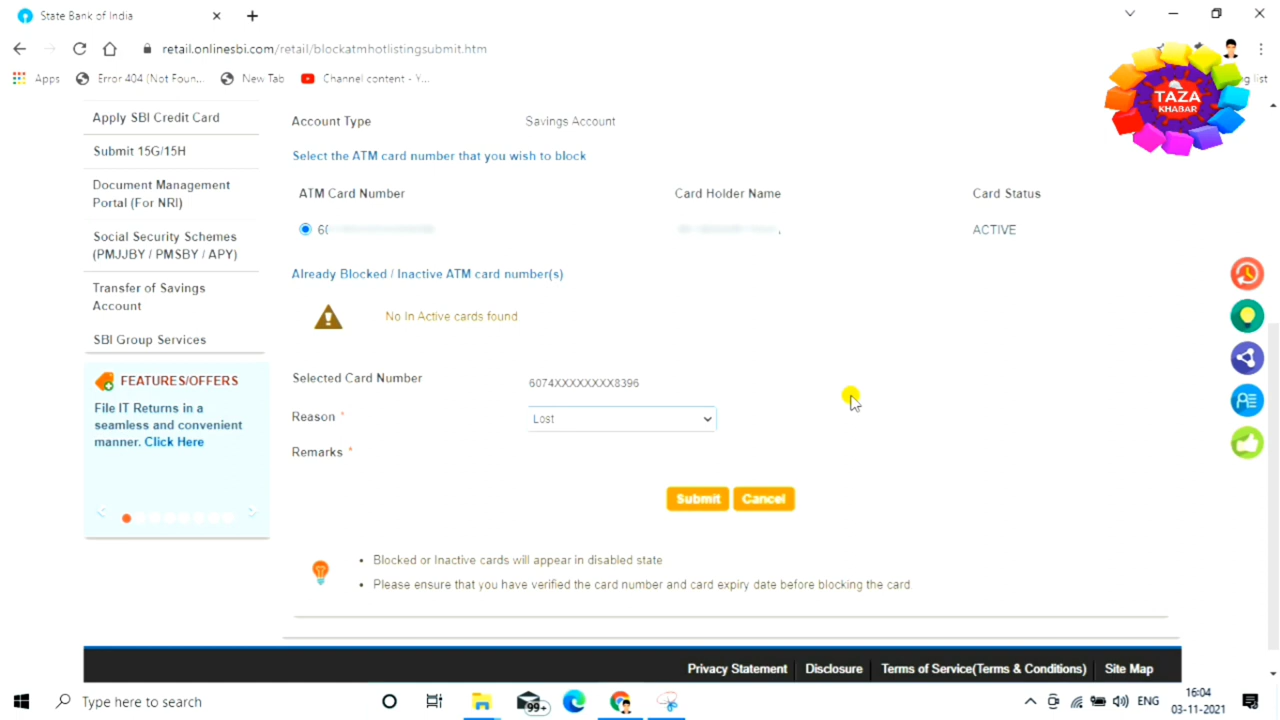 State Bank of India
retail.onlinesbi.com/retail/blockatmhotlistingsubmit.htm
Apps
Error 404 (Not Foun...
New Tab
Channel content - Y...
g list
TAZA
KHABAR
Apply SBI Credit Card
Submit 15G/15H
Document Management
Portal (For NRI)
Social Security Schemes
(PMJJBY / PMSBY / APY)
Transfer of Savings
Account
SBI Group Services
FEATURES/OFFERS
File IT Returns in a
seamless and convenient
manner. Click Here
Account Type Savings Account
Select the ATM card number that you wish to block
ATM Card Number Card Holder Name Card Status
60 ACTIVE
Already Blocked / Inactive ATM card number(s)
No In Active cards found
Selected Card Number 6074XXXXXXXX8396
Reason * Lost
Remarks *
Submit Cancel
• Blocked or Inactive cards will appear in disabled state
• Please ensure that you have verified the card number and card expiry date before blocking the card
Privacy Statement Disclosure Terms of Service(Terms & Conditions) Site Map
Type here to search
99+
ENG
16:04
03-11-2021